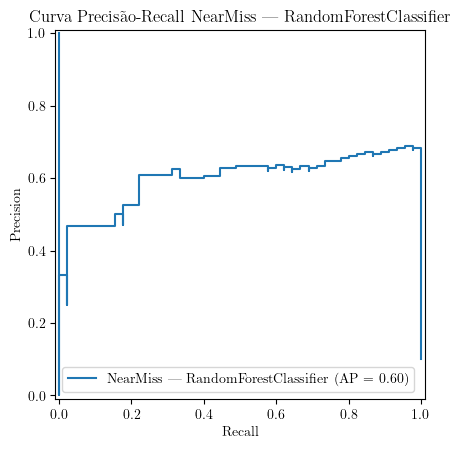 Curva Precisão-Recall NearMiss — RandomForestClassifier
1.0
0.8
0.6
0.4
0.2
0.0
Precision
NearMiss — RandomForestClassifier (AP = 0.60)
0.0 0.2 0.4 0.6 0.8 1.0
Recall